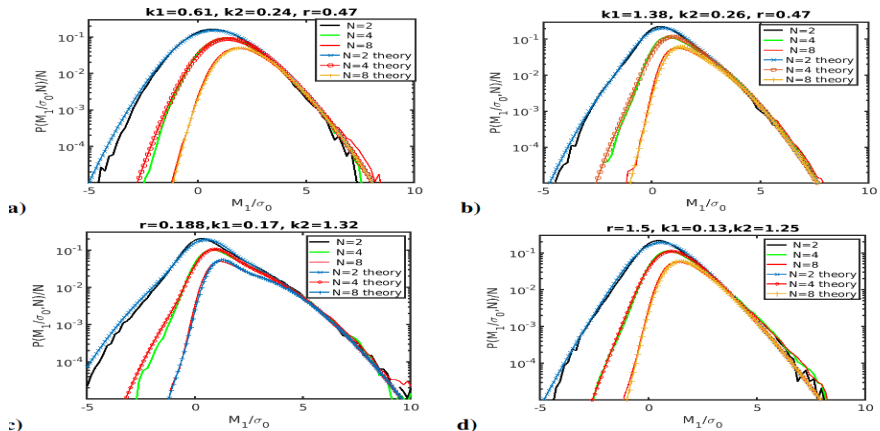 k1=0.61, k2=0.24, r=0.47
N=2
N=4
N=8
N=2 theory
N=4 theory
N=8 theory
P(M1/σ0,N)/N
10-1
10-2
10-3
10-4
-5 0 5 10
M1/σ0
a)
k1=1.38, k2=0.26, r=0.47
N=2
N=4
N=8
N=2 theory
N=4 theory
N=8 theory
P(M1/σ0,N)/N
10-1
10-2
10-3
10-4
-5 0 5 10
M1/σ0
b)
r=0.188,k1=0.17, k2=1.32
N=2
N=4
N=8
N=2 theory
N=4 theory
N=8 theory
P(M1/σ0,N)/N
10-1
10-2
10-3
10-4
-5 0 5 10
M1/σ0
c)
r=1.5, k1=0.13,k2=1.25
N=2
N=4
N=8
N=2 theory
N=4 theory
N=8 theory
P(M1/σ0,N)/N
10-1
10-2
10-3
10-4
-5 0 5 10
M1/σ0
d)